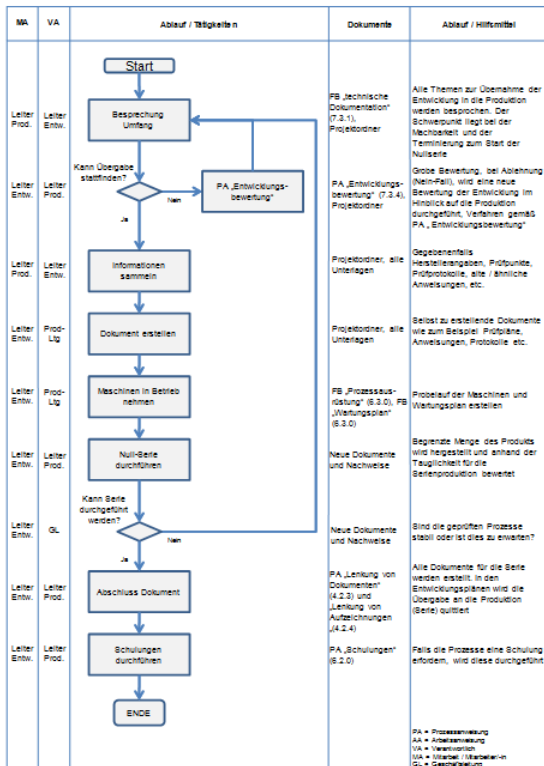 MA VA Ablauf / Tätigkeiten Dokumente Ablauf / Hilfsmittel
Start
Leiter Prod.
Leiter Entw.
Besprechung
Umfang
FB „technische
Dokumentation“
(7.3.1),
Projektordner
Alle Themen zur Übernahme der
Entwicklung in die Produktion
werden besprochen. Der
Schwerpunkt liegt bei der
Machbarkeit und der
Terminierung zum Start der
Nullserie
Kann Übergabe
stattfinden?
Leiter Entw.
Leiter Prod.
Nein
Ja
PA „Entwicklungs-
bewertung“
PA „Entwicklungs-
bewertung“ (7.3.4),
Projektordner
Grobe Bewertung, bei Ablehnung
(Nein-Fall), wird eine neue
Bewertung der Entwicklung im
Hinblick auf die Produktion
durchgeführt, Verfahren gemäß
PA „ Entwicklungsbewertung“
Leiter Prod.
Leiter Entw.
Informationen
sammeln
Projektordner, alle
Unterlagen
Gegebenenfalls
Herstellerangaben, Prüfpunkte,
Prüfprotokolle, alte / ähnliche
Anweisungen, etc.
Leiter Entw.
Prod-Ltg
Dokument erstellen
Projektordner, alle
Unterlagen
Selbst zu erstellende Dokumente
wie zum Beispiel Prüfpläne,
Anweisungen, Protokolle etc.
Leiter Entw.
Prod-Ltg
Maschinen in Betrieb
nehmen
FB „Prozessaus-
rüstung“ (6.3.0), FB
„Wartungsplan“
(6.3.0)
Probelauf der Maschinen und
Wartungsplan erstellen
Leiter Entw.
Leiter Prod.
Null-Serie
durchführen
Neue Dokumente
und Nachweise
Begrenzte Menge des Produkts
wird hergestellt und anhand der
Tauglichkeit für die
Serienproduktion bewertet
Kann Serie
durchgeführt
werden?
Leiter Entw.
GL
Nein
Ja
Neue Dokumente
und Nachweise
Sind die geprüften Prozesse
stabil oder ist dies zu erwarten?
Leiter Entw.
Leiter Prod.
Abschluss Dokument
PA „Lenkung von
Dokumenten“
(4.2.3) und
„Lenkung von
Aufzeichnungen
„(4.2.4)
Alle Dokumente für die Serie
werden erstellt. In den
Entwicklungsplänen wird die
Übergabe an die Produktion
(Serie) quittiert
Leiter Entw.
Leiter Prod.
Schulungen
durchführen
PA „Schulungen“
(6.2.0)
Falls die Prozesse eine Schulung
erfordern, wird diese durchgeführt
ENDE
PA = Prozessanweisung
AA = Arbeitsanweisung
VA = Verantwortlich
MA = Mitarbeit / Mitarbeiter/-in
GL = Geschäftsleitung